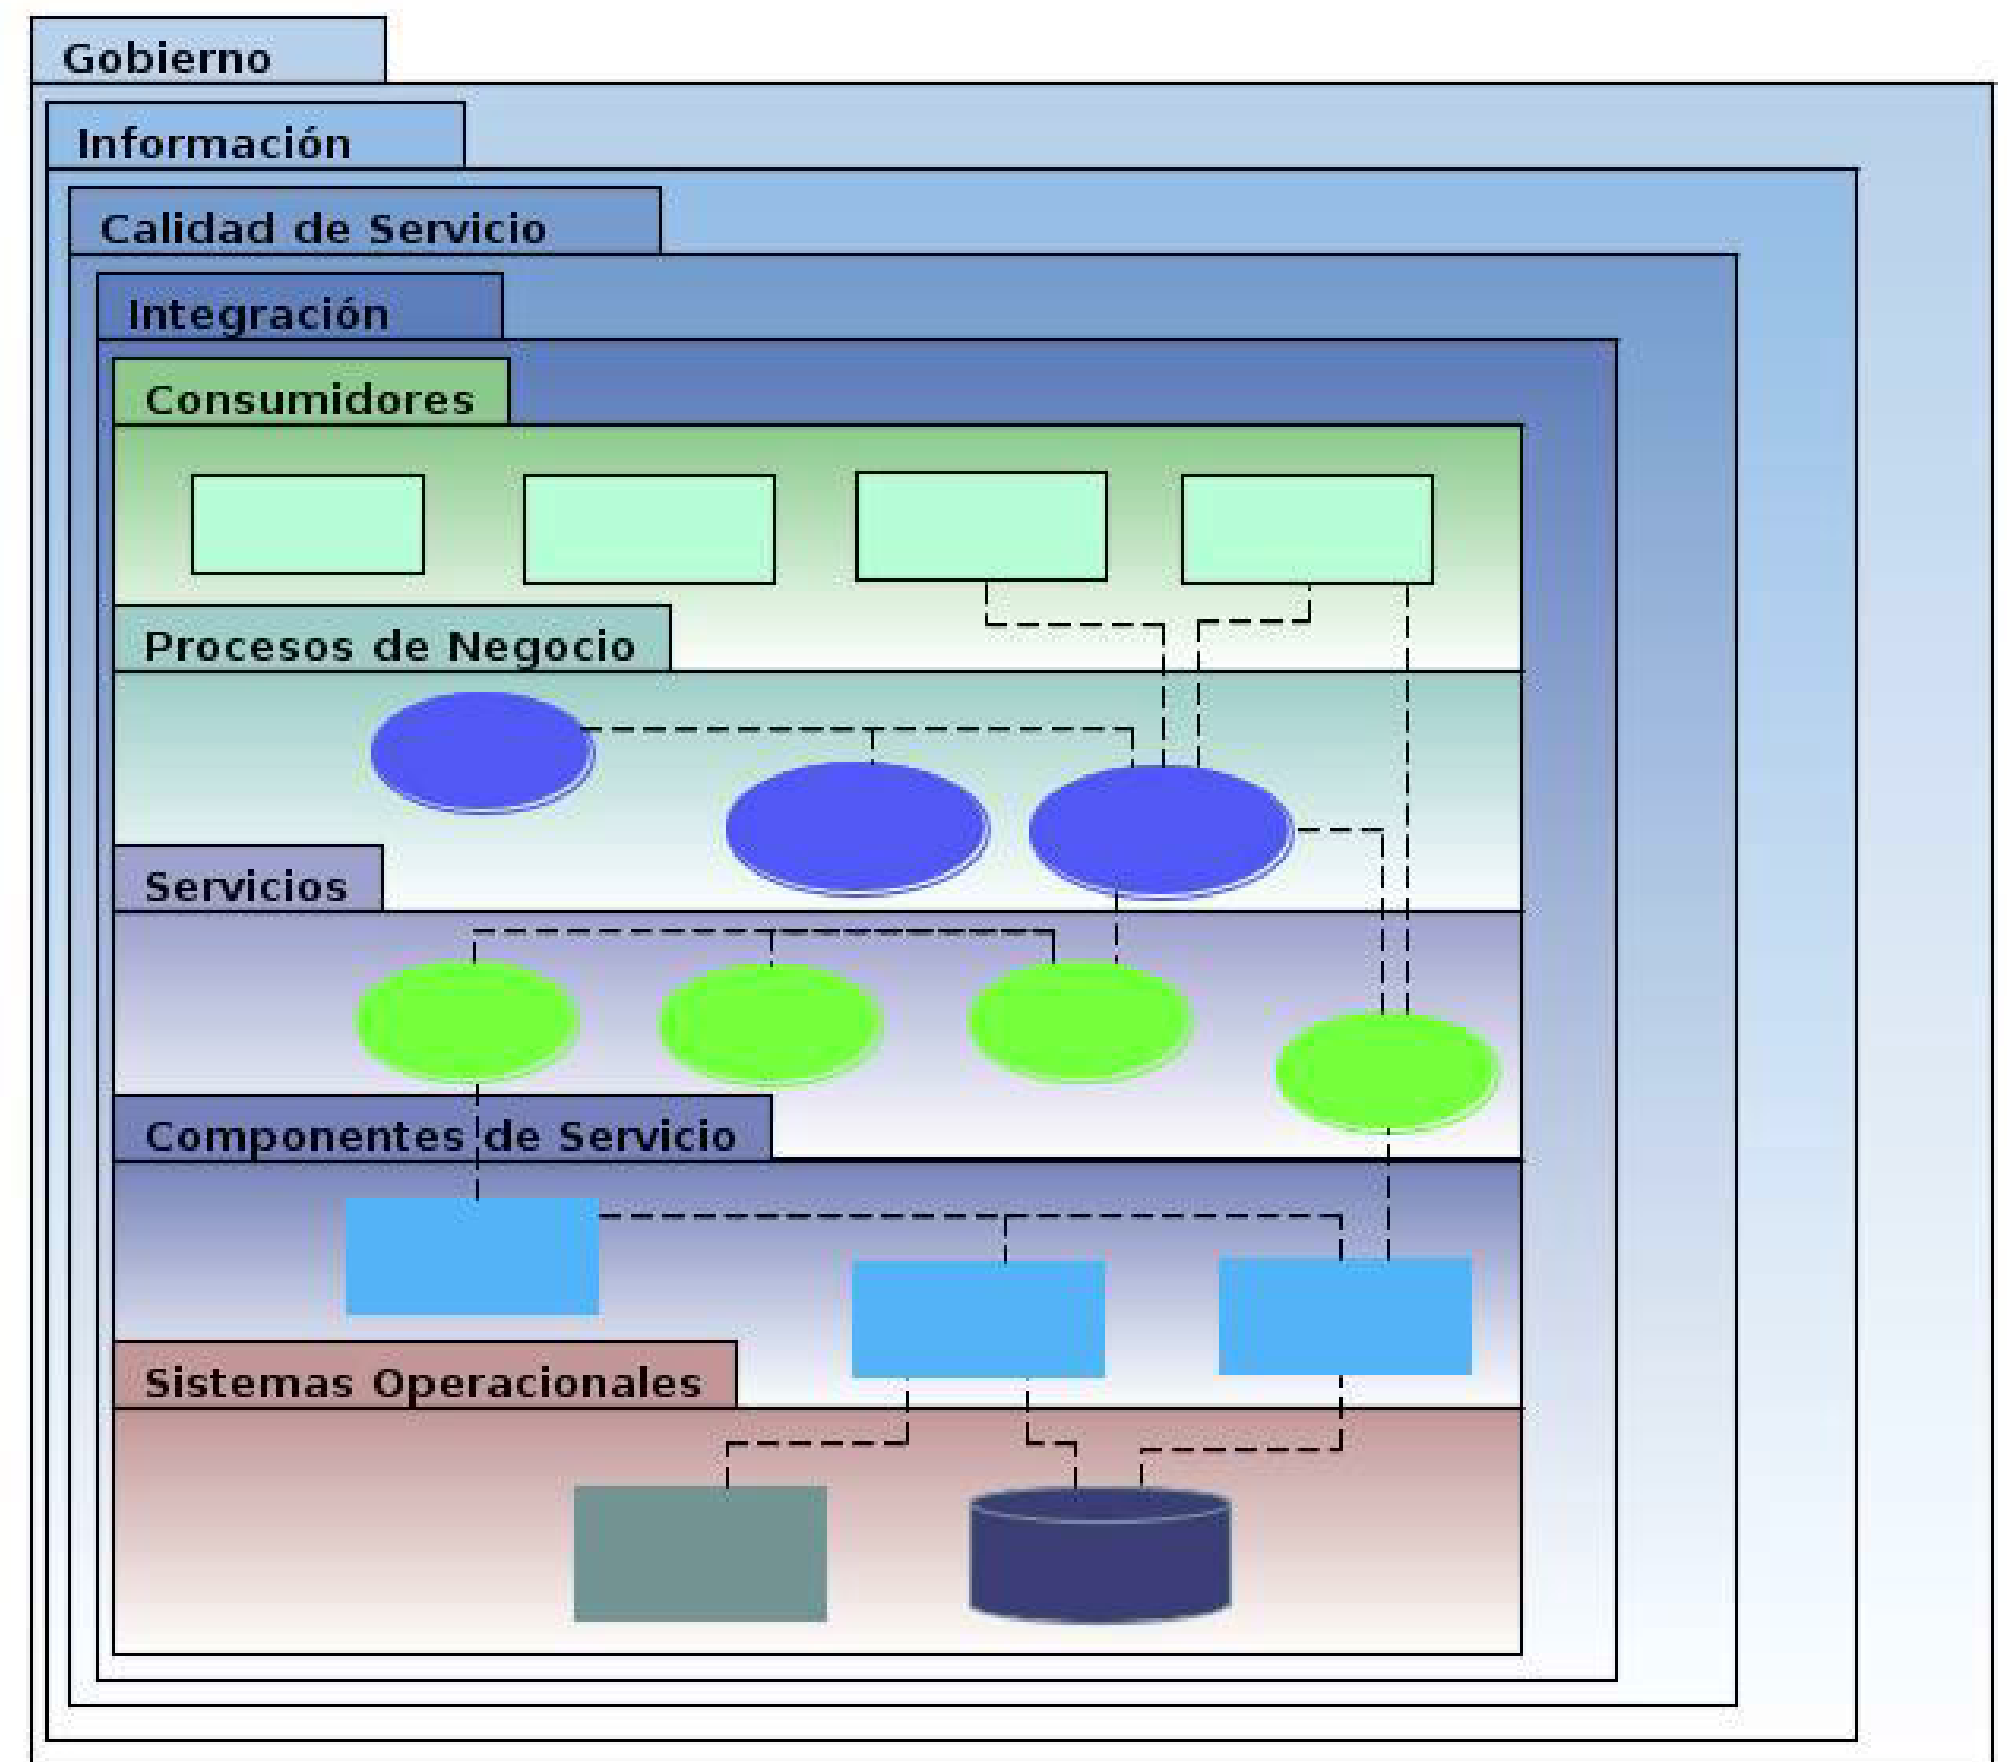 Gobierno
Información
Calidad de Servicio
Integración
Consumidores
Procesos de Negocio
Servicios
Componentes de Servicio
Sistemas Operacionales